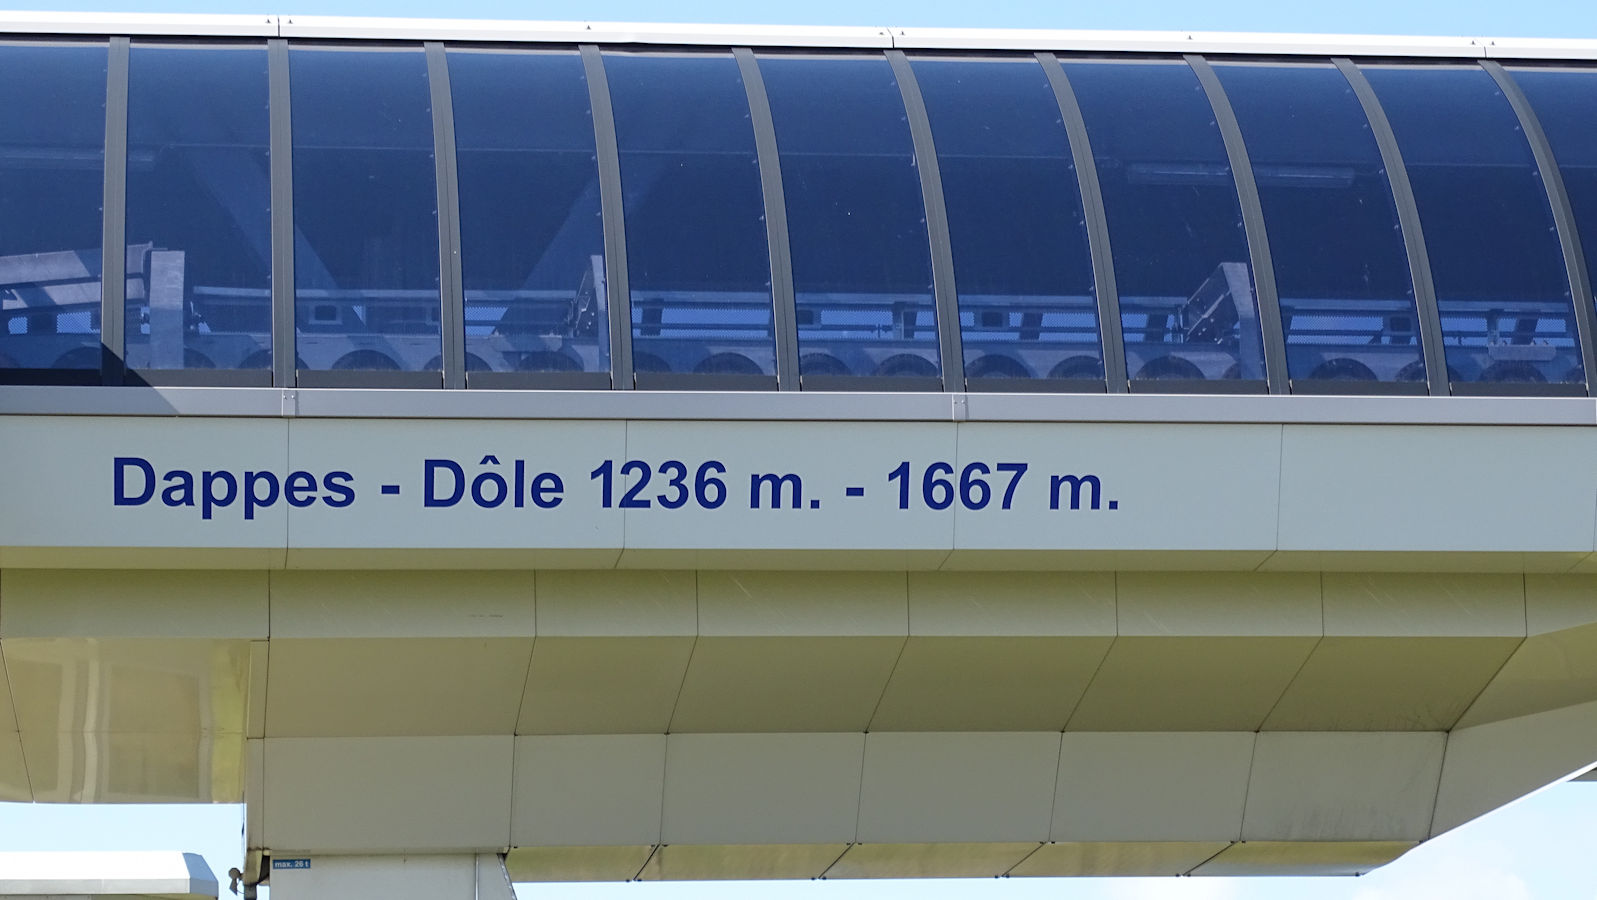 Dappes - Dôle 1236 m. - 1667 m.
max. 26 t